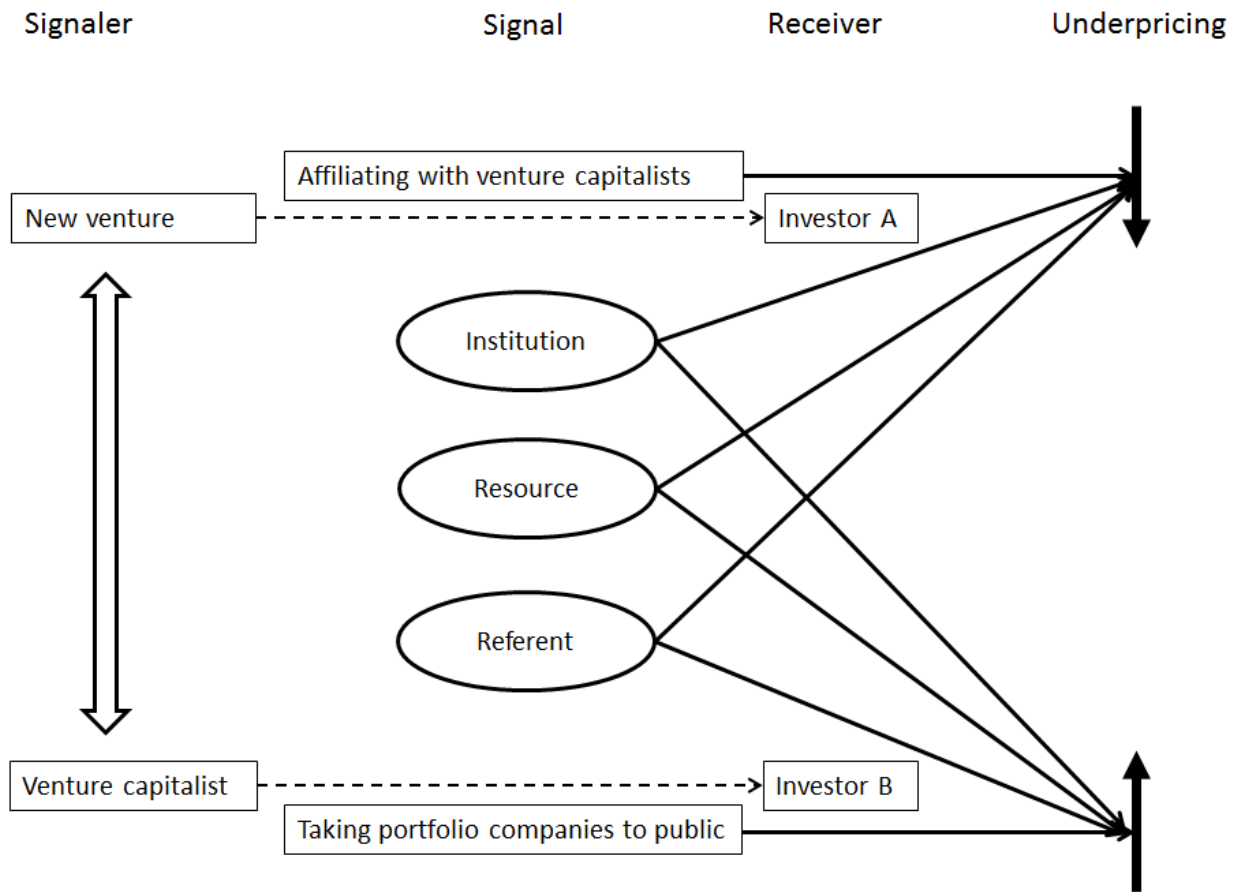 Signaler
Signal
Receiver
Underpricing
Affiliating with venture capitalists
New venture
Investor A
Institution
Resource
Referent
Venture capitalist
Investor B
Taking portfolio companies to public